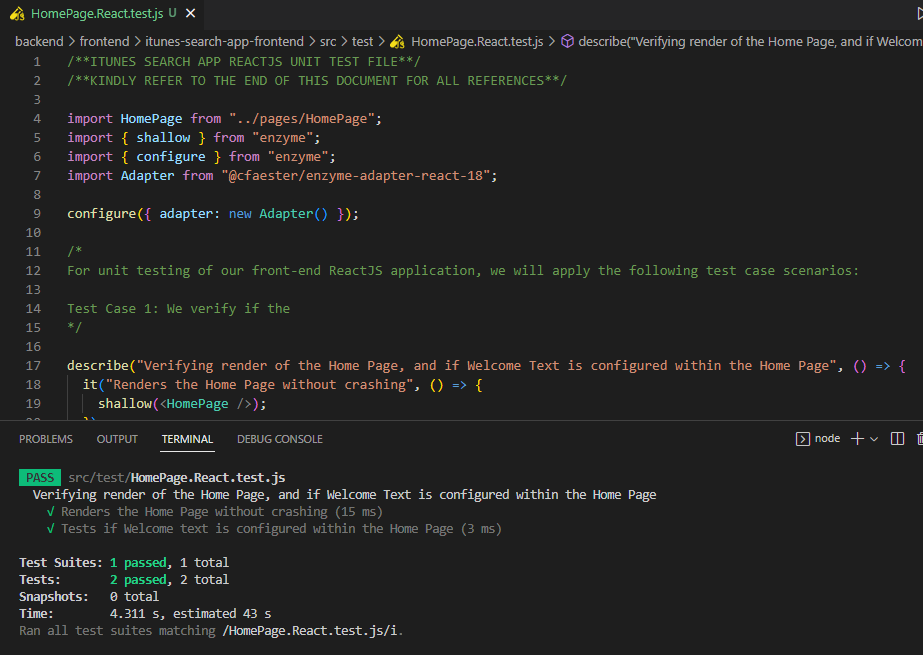 HomePage.React.test.js U
backend > frontend > itunes-search-app-frontend > src > test > HomePage.React.test.js > describe("Verifying render of the Home Page, and if Welcom
1 /**ITUNES SEARCH APP REACTJS UNIT TEST FILE**/
2 /**KINDLY REFER TO THE END OF THIS DOCUMENT FOR ALL REFERENCES**/
3
4 import HomePage from "../pages/HomePage";
5 import { shallow } from "enzyme";
6 import { configure } from "enzyme";
7 import Adapter from "@cfaester/enzyme-adapter-react-18";
8
9 configure({ adapter: new Adapter() });
10
11 /*
12 For unit testing of our front-end ReactJS application, we will apply the following test case scenarios:
13
14 Test Case 1: We verify if the
15 */
16
17 describe("Verifying render of the Home Page, and if Welcome Text is configured within the Home Page", () => {
18 it("Renders the Home Page without crashing", () => {
19 shallow(<HomePage />);
PROBLEMS OUTPUT TERMINAL DEBUG CONSOLE node
PASS src/test/HomePage.React.test.js
Verifying render of the Home Page, and if Welcome Text is configured within the Home Page
√ Renders the Home Page without crashing (15 ms)
√ Tests if Welcome text is configured within the Home Page (3 ms)
Test Suites: 1 passed, 1 total
Tests: 2 passed, 2 total
Snapshots: 0 total
Time: 4.311 s, estimated 43 s
Ran all test suites matching /HomePage.React.test.js/i.